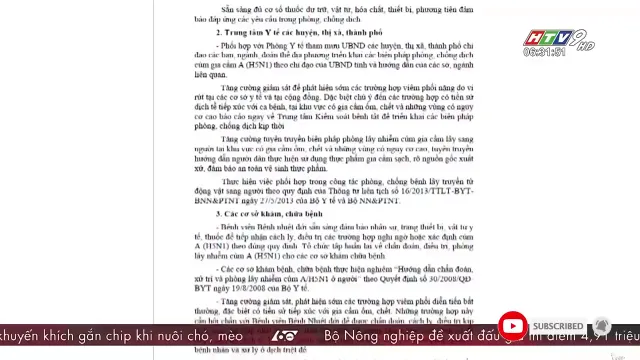 Sẵn sàng đủ cơ số thuốc dự trữ, vật tư, hóa chất, thiết bị, phương tiện đảm
bảo đáp ứng các yêu cầu trong phòng, chống dịch
2. Trung tâm Y tế các huyện, thị xã, thành phố
- Phối hợp với Phòng Y tế tham mưu UBND các huyện, thị xã, thành phố chỉ
đạo các ban, ngành, đoàn thể địa phương triển khai các biện pháp phòng, chống dịch
cúm gia cầm A (H5N1) theo chỉ đạo của UBND tỉnh và hướng dẫn của các sở, ngành
liên quan.
Tăng cường giám sát để phát hiện sớm các trường hợp viêm phổi nặng do vi
rút tại các cơ sở y tế và tại cộng đồng. Đặc biệt chú ý đến các trường hợp có tiền sử
dịch tễ tiếp xúc với ca bệnh, tại khu vực có gia cầm ốm, chết và những vùng có nguy
cơ cao báo cáo ngay về Trung tâm Kiểm soát bệnh tật để triển khai các biện pháp
phòng, chống dịch kịp thời
Tăng cường tuyên truyền biện pháp phòng lây nhiễm cúm gia cầm lây sang
người tại khu vực có gia cầm ốm, chết và những vùng có nguy cơ cao, tuyên truyền
hướng dẫn người dân thực hiện sử dụng thực phẩm gia cầm sạch, rõ nguồn gốc xuất
xứ, đảm bảo an toàn vệ sinh thực phẩm.
Thực hiện việc phối hợp trong công tác phòng, chống bệnh lây truyền từ
động vật sang người theo quy định của Thông tư liên tịch số 16/2013/TTLT-BYT-
BNN&PTNT ngày 27/5/2013 của Bộ Y tế và Bộ NN&PTNT.
3. Các cơ sở khám, chữa bệnh
- Bệnh viện Bệnh nhiệt đới sẵn sàng đảm bảo nhân sự, trang thiết bị, vật tư y
tế, thuốc để tiếp nhận cách ly, điều trị các trường hợp nghi ngờ hoặc xác định cúm
A (H5N1) theo đúng quy định. Tổ chức tập huấn lại về chẩn đoán, điều trị, phòng
lây nhiễm cúm A (H5N1) cho các cơ sở khám chữa bệnh
- Các cơ sở khám bệnh, chữa bệnh thực hiện nghiêm “Hướng dẫn chẩn đoán,
xử trí và phòng lây nhiễm cúm A/H5N1 ở người” theo Quyết định số 30/2008/QĐ-
BYT ngày 19/8/2008 của Bộ Y tế.
- Tăng cường giám sát, phát hiện sớm các trường hợp viêm phổi diễn tiến bất
thường, đặc biệt có tiền sử tiếp xúc với gia cầm ốm, chết. Những trường hợp này
cần hội chẩn với Bệnh viện Bệnh Nhiệt đới để được chẩn đoán, cách ly, điều trị kịp
bệnh nhân và xử lý ổ dịch triệt để
HTV9 HD
06:31:51
SUBSCRIBED
khuyến khích gắn chip khi nuôi chó, mèo
Bộ Nông nghiệp đề xuất đấu thí điểm 4,91 triệu